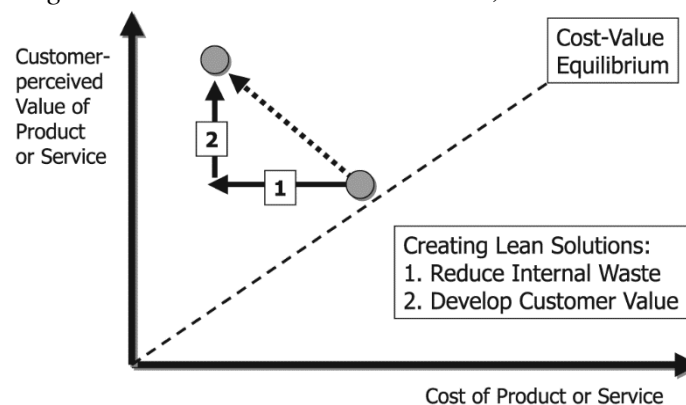 Customer-
perceived
Value of
Product
or Service
Cost-Value
Equilibrium
2
1
Creating Lean Solutions:
1. Reduce Internal Waste
2. Develop Customer Value
Cost of Product or Service